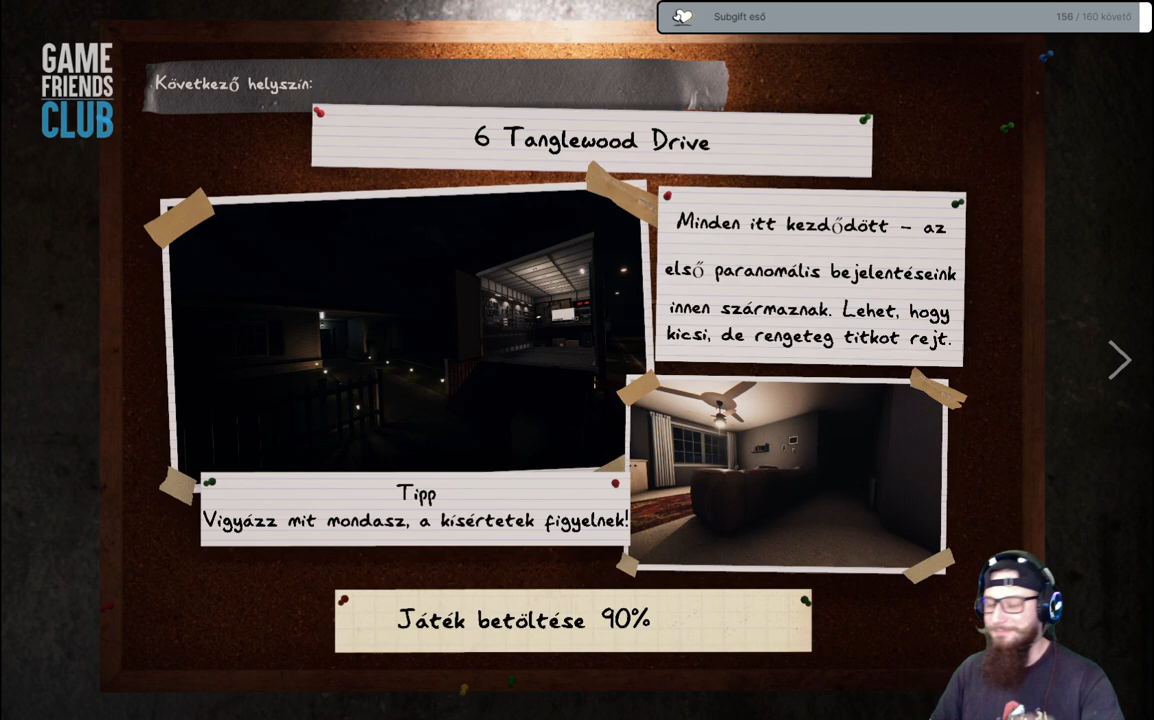 Subgift eső
156 / 160 követő
GAME
FRIENDS
CLUB
Következő helyszín:
6 Tanglewood Drive
Minden itt kezdődött – az
első paranomális bejelentéseink
innen származnak. Lehet, hogy
kicsi, de rengeteg titkot rejt.
Tipp
Vigyázz mit mondasz, a kísértetek figyelnek!
Játék betöltése 90%